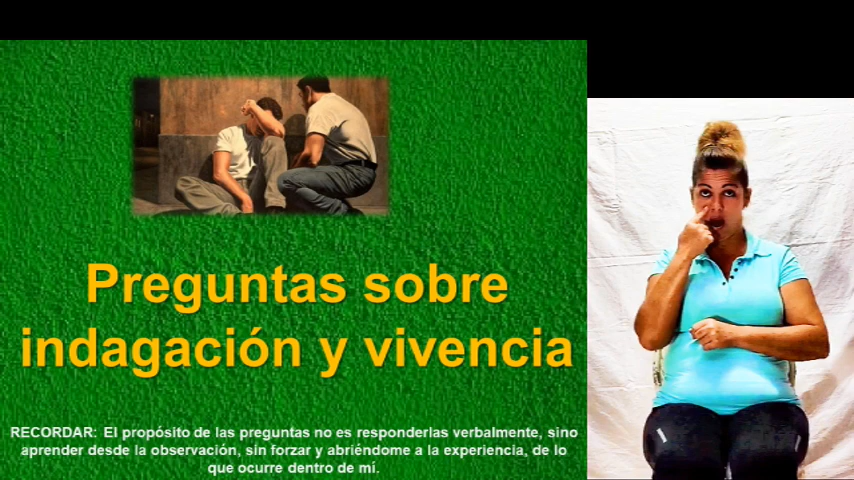 Preguntas sobre
indagación y vivencia
RECORDAR: El propósito de las preguntas no es responderlas verbalmente, sino
aprender desde la observación, sin forzar y abriéndome a la experiencia, de lo
que ocurre dentro de mí.